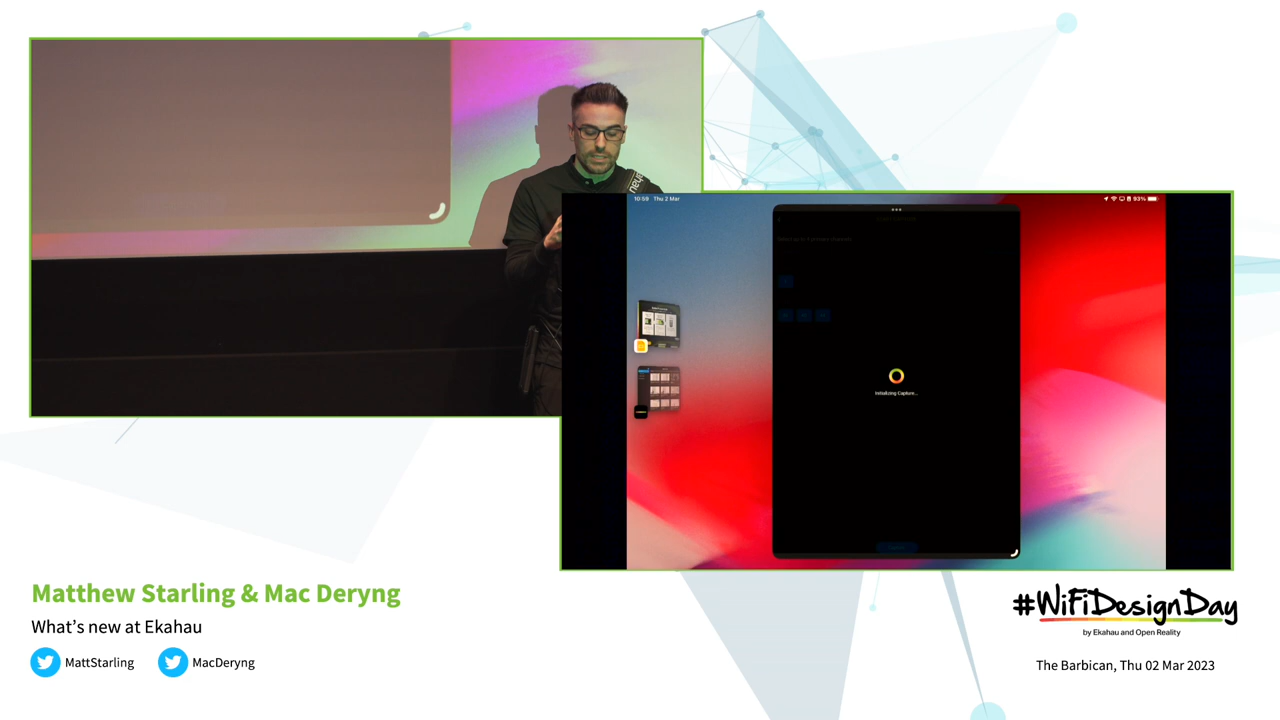 neyh
10:59 Thu 2 Mar
93%
Initializing Capture...
Matthew Starling & Mac Deryng
What's new at Ekahau
MattStarling
MacDeryng
#WiFiDesignDay
by Ekahau and Open Reality
The Barbican, Thu 02 Mar 2023